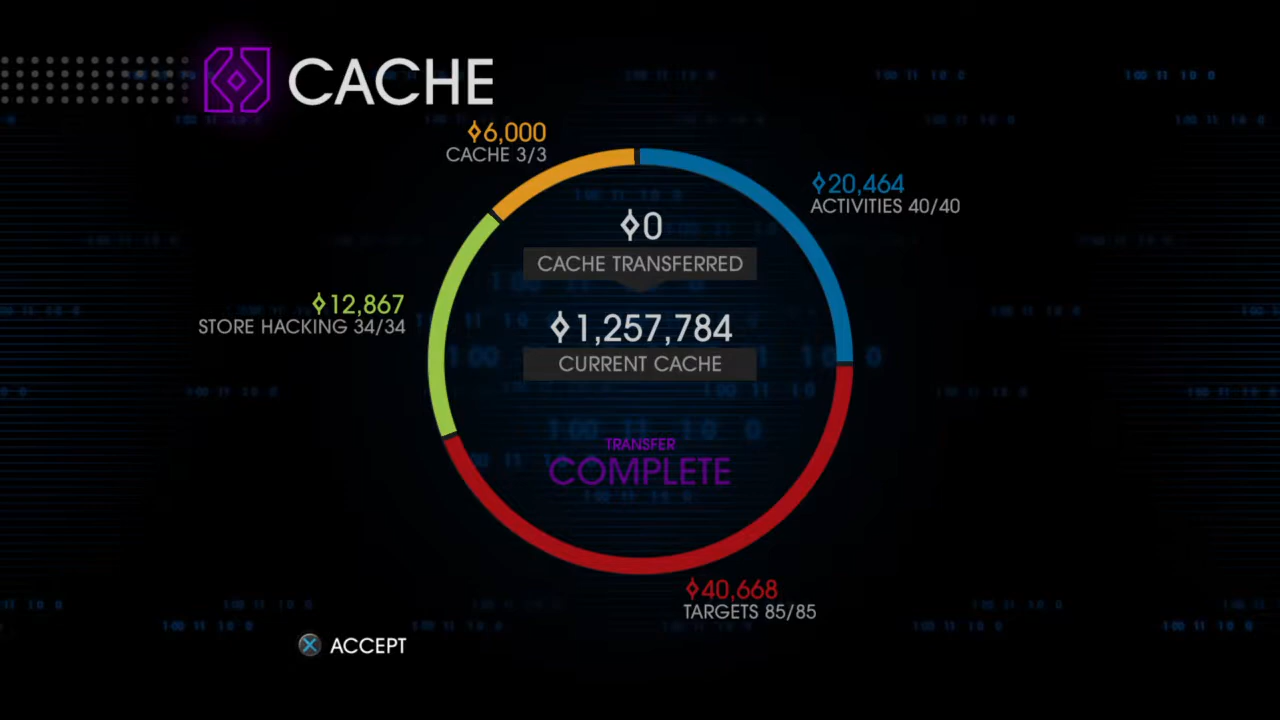 CACHE
6,000
CACHE 3/3
20,464
ACTIVITIES 40/40
0
CACHE TRANSFERRED
12,867
STORE HACKING 34/34
1,257,784
CURRENT CACHE
TRANSFER
COMPLETE
40,668
TARGETS 85/85
ACCEPT